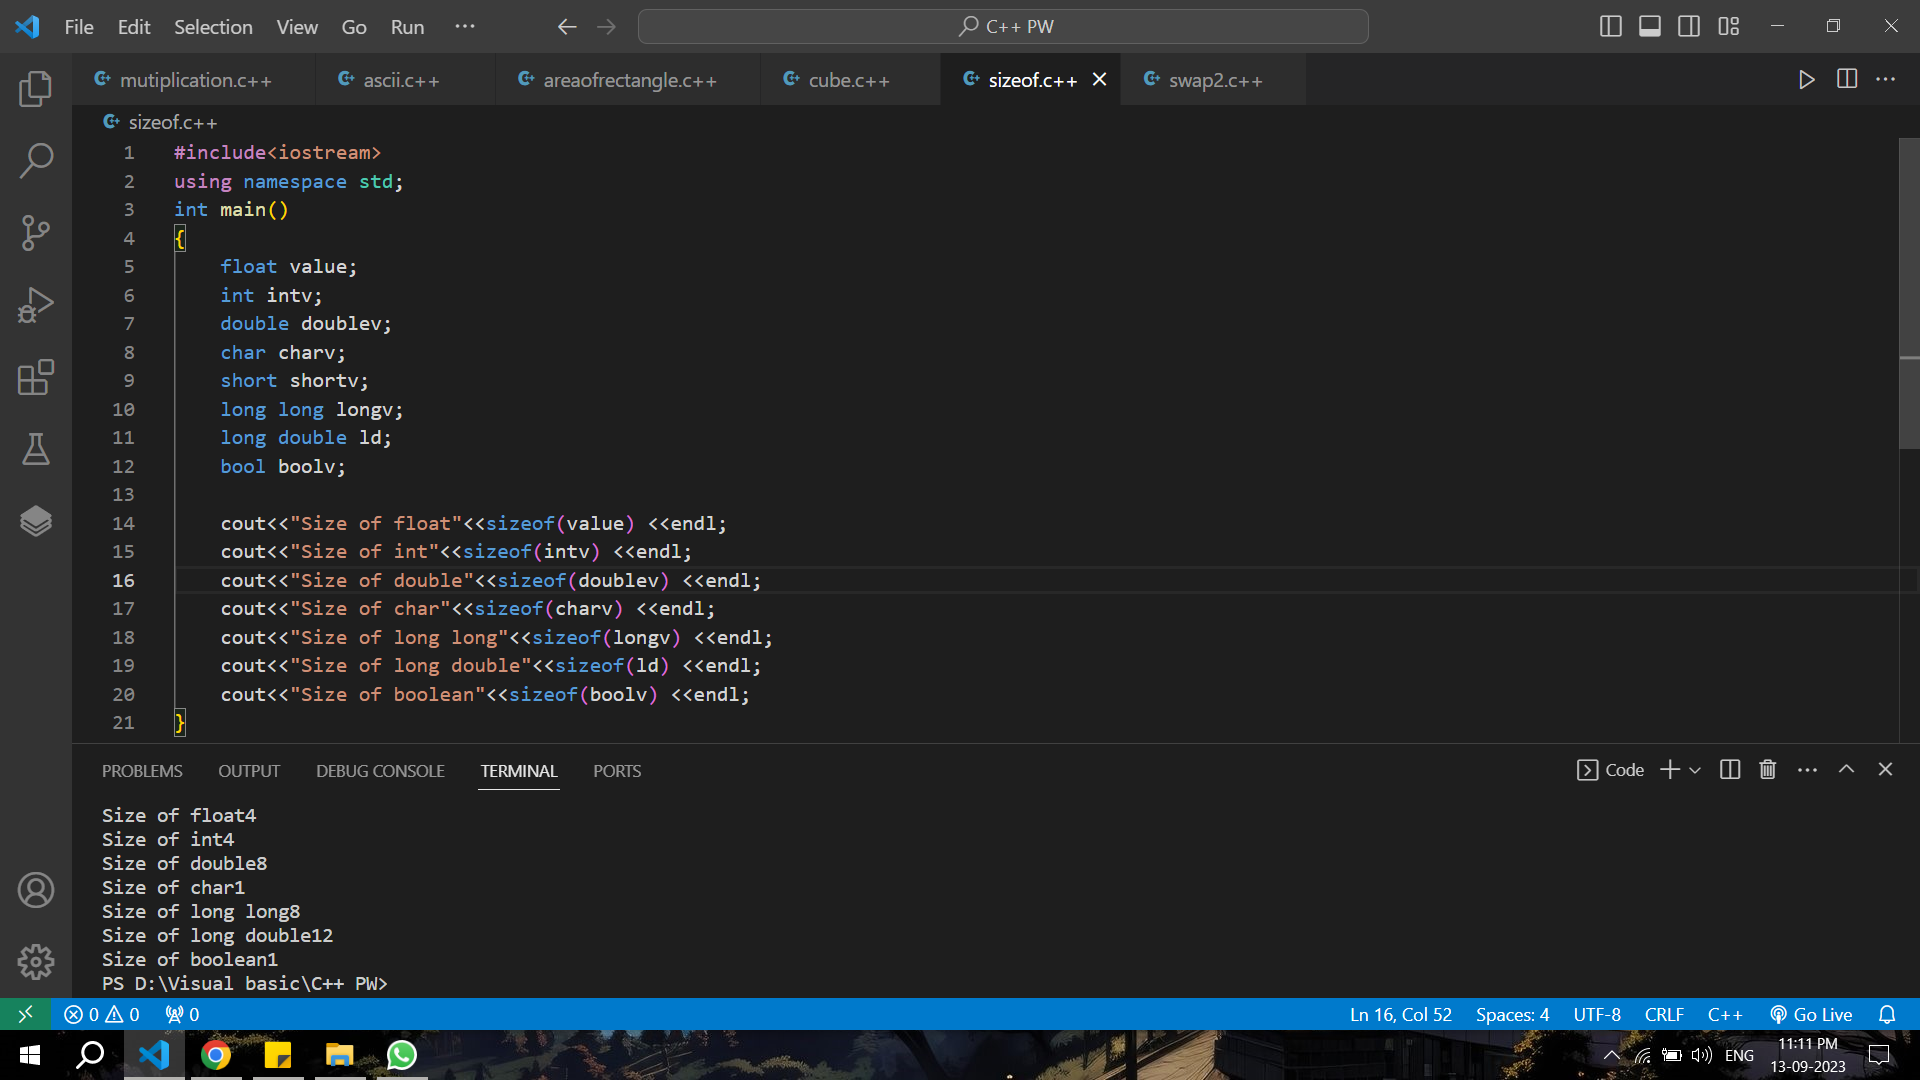 File Edit Selection View Go Run ··· C++ PW
mutiplication.c++ ascii.c++ areaofrectangle.c++ cube.c++ sizeof.c++ swap2.c++
sizeof.c++
1 #include<iostream>
2 using namespace std;
3 int main()
4 {
5     float value;
6     int intv;
7     double doublev;
8     char charv;
9     short shortv;
10     long long longv;
11     long double ld;
12     bool boolv;
13
14     cout<<"Size of float"<<sizeof(value) <<endl;
15     cout<<"Size of int"<<sizeof(intv) <<endl;
16     cout<<"Size of double"<<sizeof(doublev) <<endl;
17     cout<<"Size of char"<<sizeof(charv) <<endl;
18     cout<<"Size of long long"<<sizeof(longv) <<endl;
19     cout<<"Size of long double"<<sizeof(ld) <<endl;
20     cout<<"Size of boolean"<<sizeof(boolv) <<endl;
21 }
PROBLEMS OUTPUT DEBUG CONSOLE TERMINAL PORTS Code
Size of float4
Size of int4
Size of double8
Size of char1
Size of long long8
Size of long double12
Size of boolean1
PS D:\Visual basic\C++ PW>
0 0 0 Ln 16, Col 52 Spaces: 4 UTF-8 CRLF C++ Go Live
ENG 11:11 PM
13-09-2023